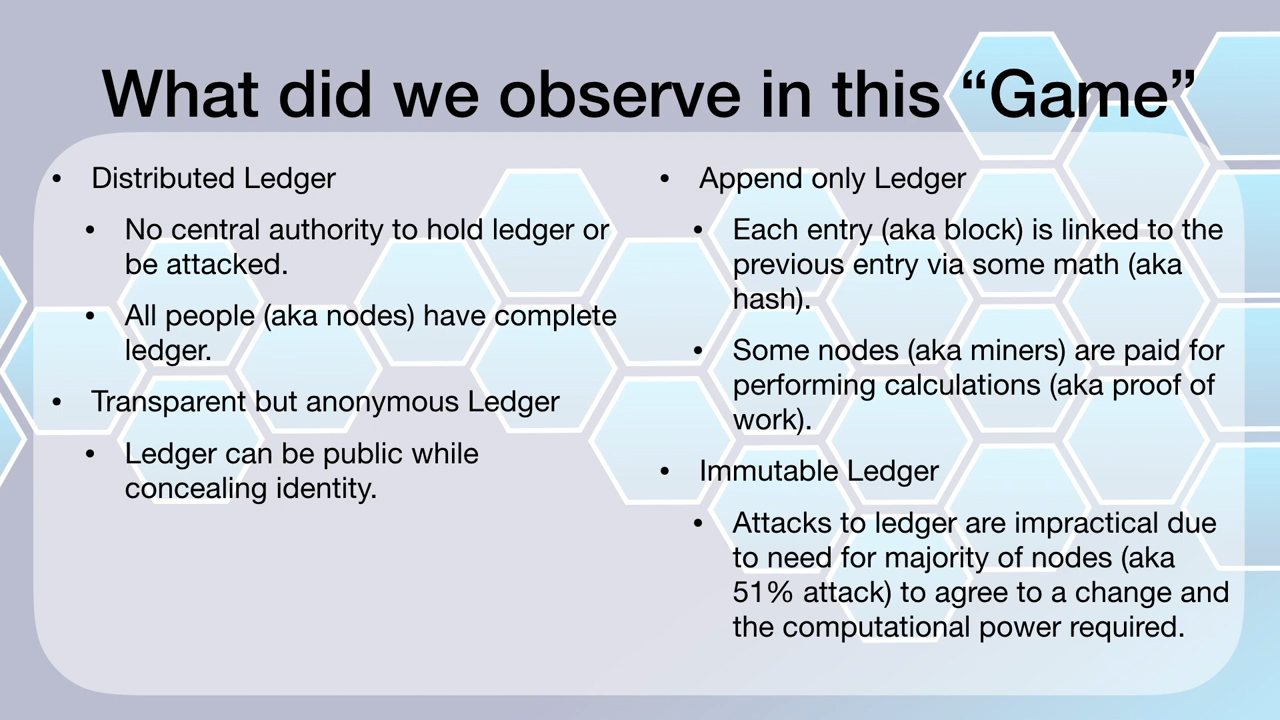 What did we observe in this “Game”
• Distributed Ledger
• No central authority to hold ledger or
be attacked.
• All people (aka nodes) have complete
ledger.
• Transparent but anonymous Ledger
• Ledger can be public while
concealing identity.
• Append only Ledger
• Each entry (aka block) is linked to the
previous entry via some math (aka
hash).
• Some nodes (aka miners) are paid for
performing calculations (aka proof of
work).
• Immutable Ledger
• Attacks to ledger are impractical due
to need for majority of nodes (aka
51% attack) to agree to a change and
the computational power required.